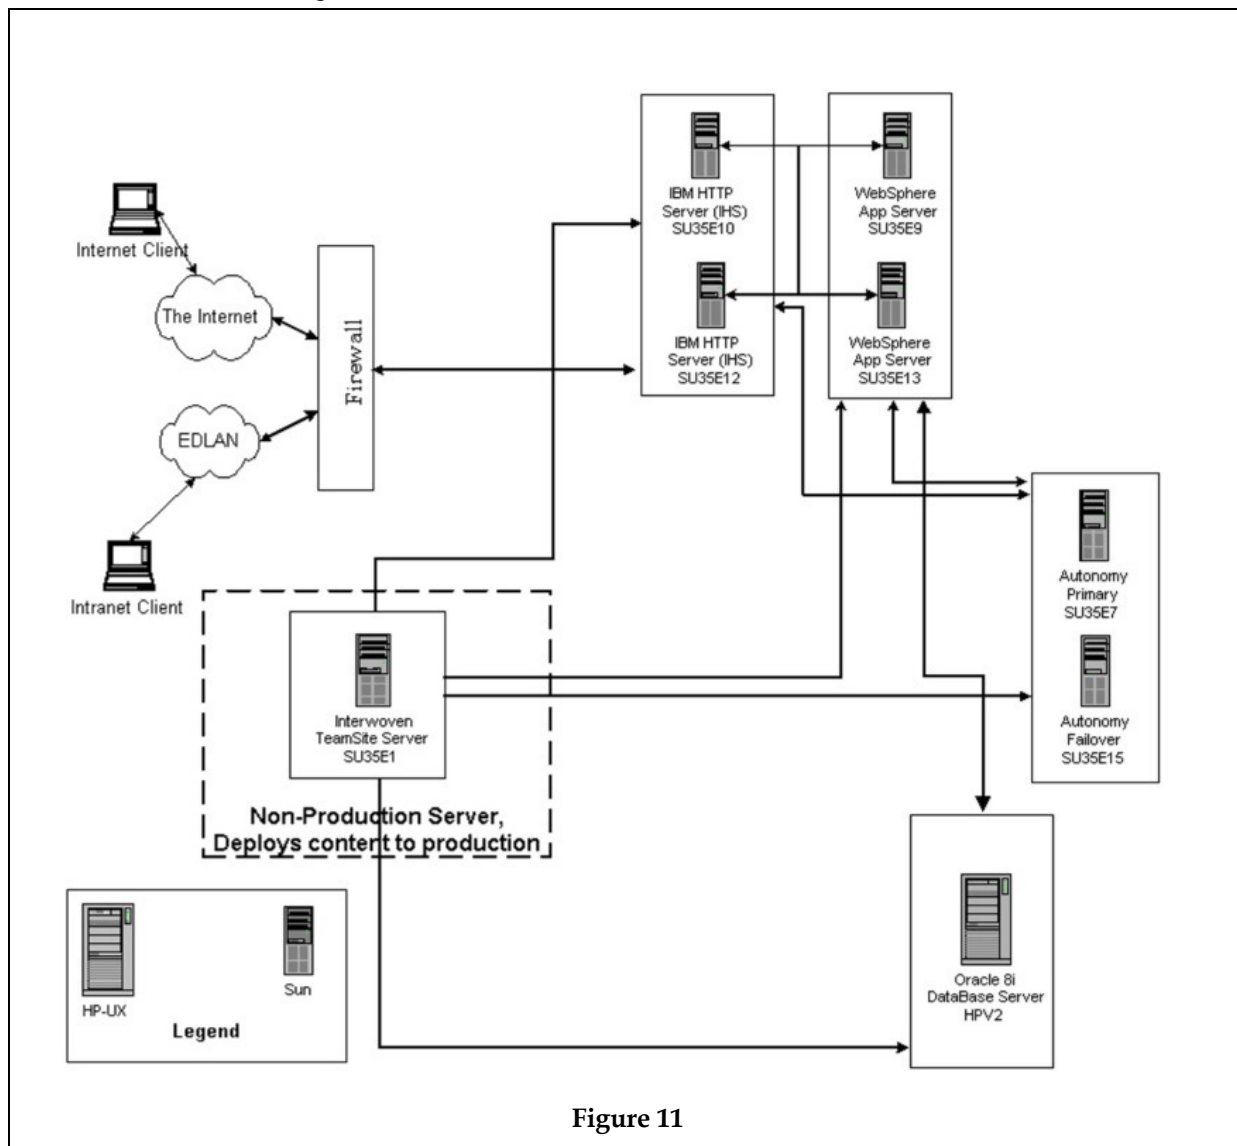 IBM HTTP
Server (IHS)
SU35E10
WebSphere
App Server
SU35E9
IBM HTTP
Server (IHS)
SU35E12
WebSphere
App Server
SU35E13
Internet Client
The Internet
Firewall
EDLAN
Intranet Client
Autonomy
Primary
SU35E7
Autonomy
Failover
SU35E15
Interwoven
TeamSite Server
SU35E1
Non-Production Server,
Deploys content to production
Oracle 8i
DataBase Server
HPV2
HP-UX
Sun
Legend
Figure 11